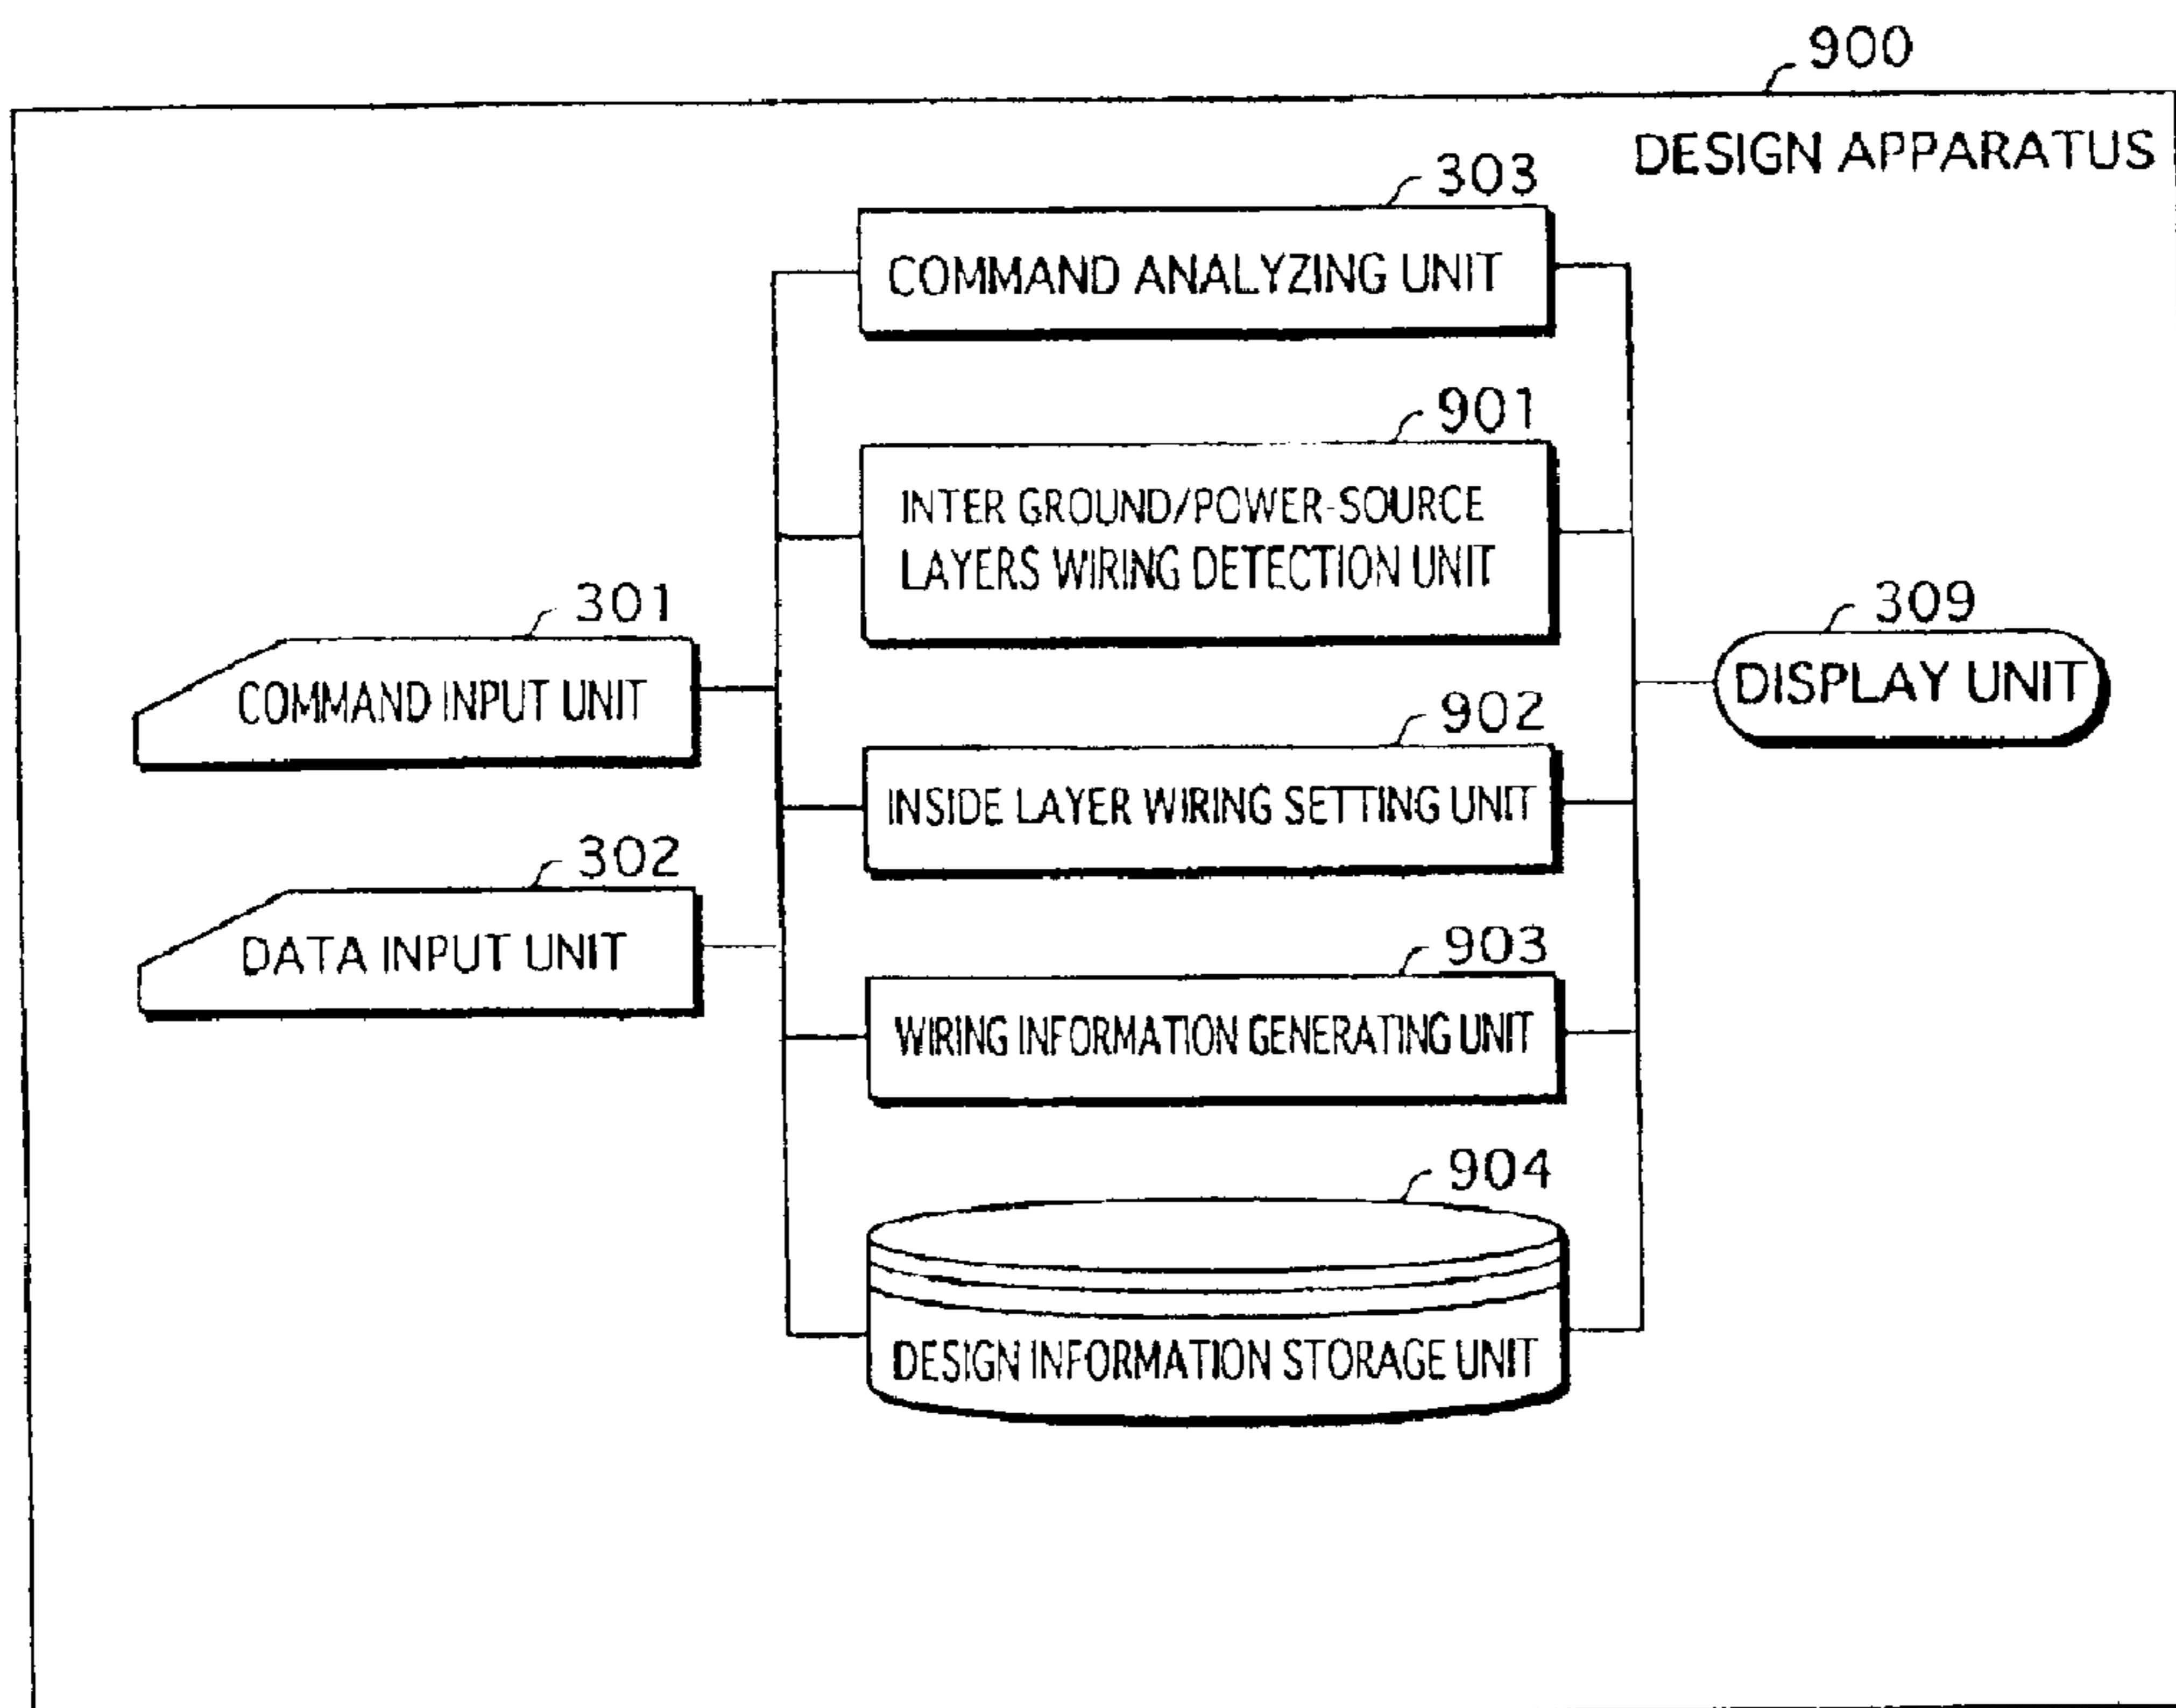 900
DESIGN APPARATUS
303
COMMAND ANALYZING UNIT
901
INTER GROUND/POWER-SOURCE
LAYERS WIRING DETECTION UNIT
301
COMMAND INPUT UNIT
309
DISPLAY UNIT
902
INSIDE LAYER WIRING SETTING UNIT
302
DATA INPUT UNIT
903
WIRING INFORMATION GENERATING UNIT
904
DESIGN INFORMATION STORAGE UNIT